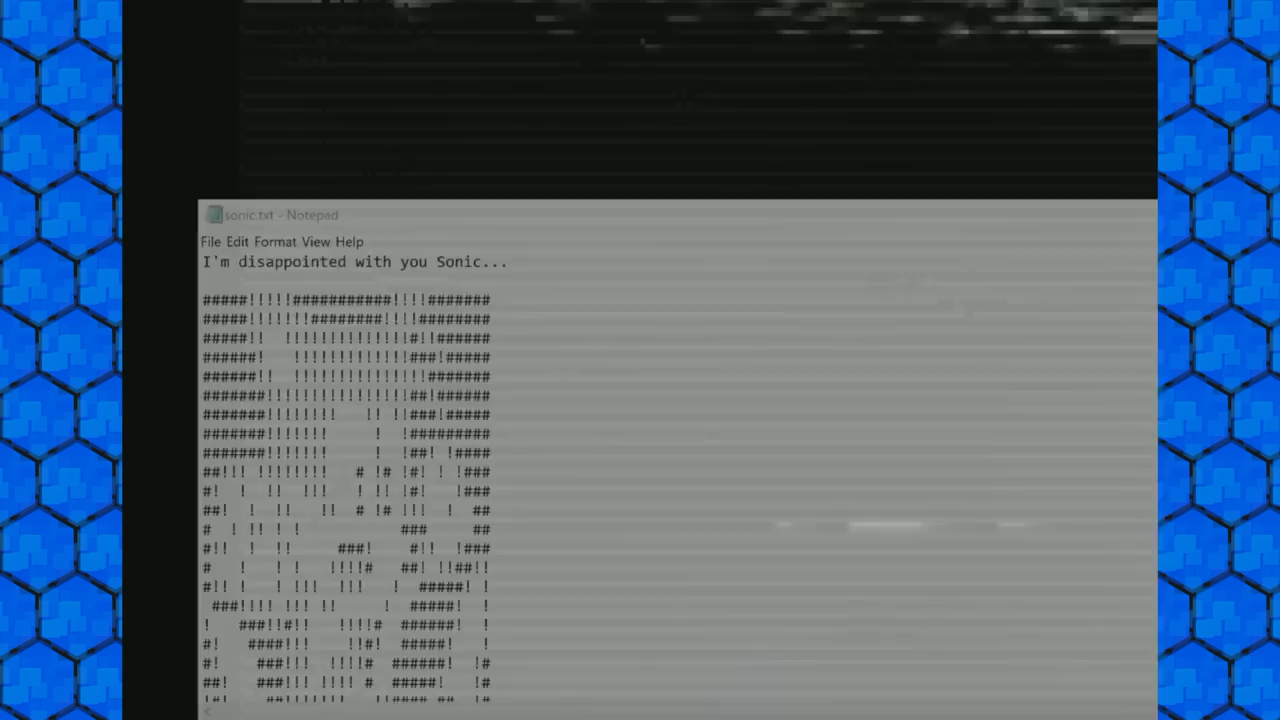 sonic.txt - Notepad
File Edit Format View Help
I'm disappointed with you Sonic...
#####!!!!!###########!!!!#######
#####!!!!!!!########!!!!########
#####!!  !!!!!!!!!!!!!!#!!######
######!   !!!!!!!!!!!!!###!#####
######!!  !!!!!!!!!!!!!!!#######
#######!!!!!!!!!!!!!!!!##!######
#######!!!!!!!!   !! !!###!#####
#######!!!!!!!     !  !#########
#######!!!!!!!     !  !##! !####
##!!! !!!!!!!!   # !# !#! ! !###
#!  !  !!  !!!   ! !! !#!   !###
##!  !  !!   !!  # !# !!!  !  ##
#  ! !! ! !           ###     ##
#!!  !  !!     ###!    #!!  !###
#   !   ! !   !!!!#   ##! !!##!!
#!! !   ! !!!  !!!   !  #####! !
 ###!!!! !!! !!     !  #####!  !
!   ###!!#!!   !!!!#  ######!  !
#!   ####!!!    !!#!  #####!   !
#!    ###!!!  !!!!#  ######!  !#
##!   ###!!! !!!! #  #####!   !#